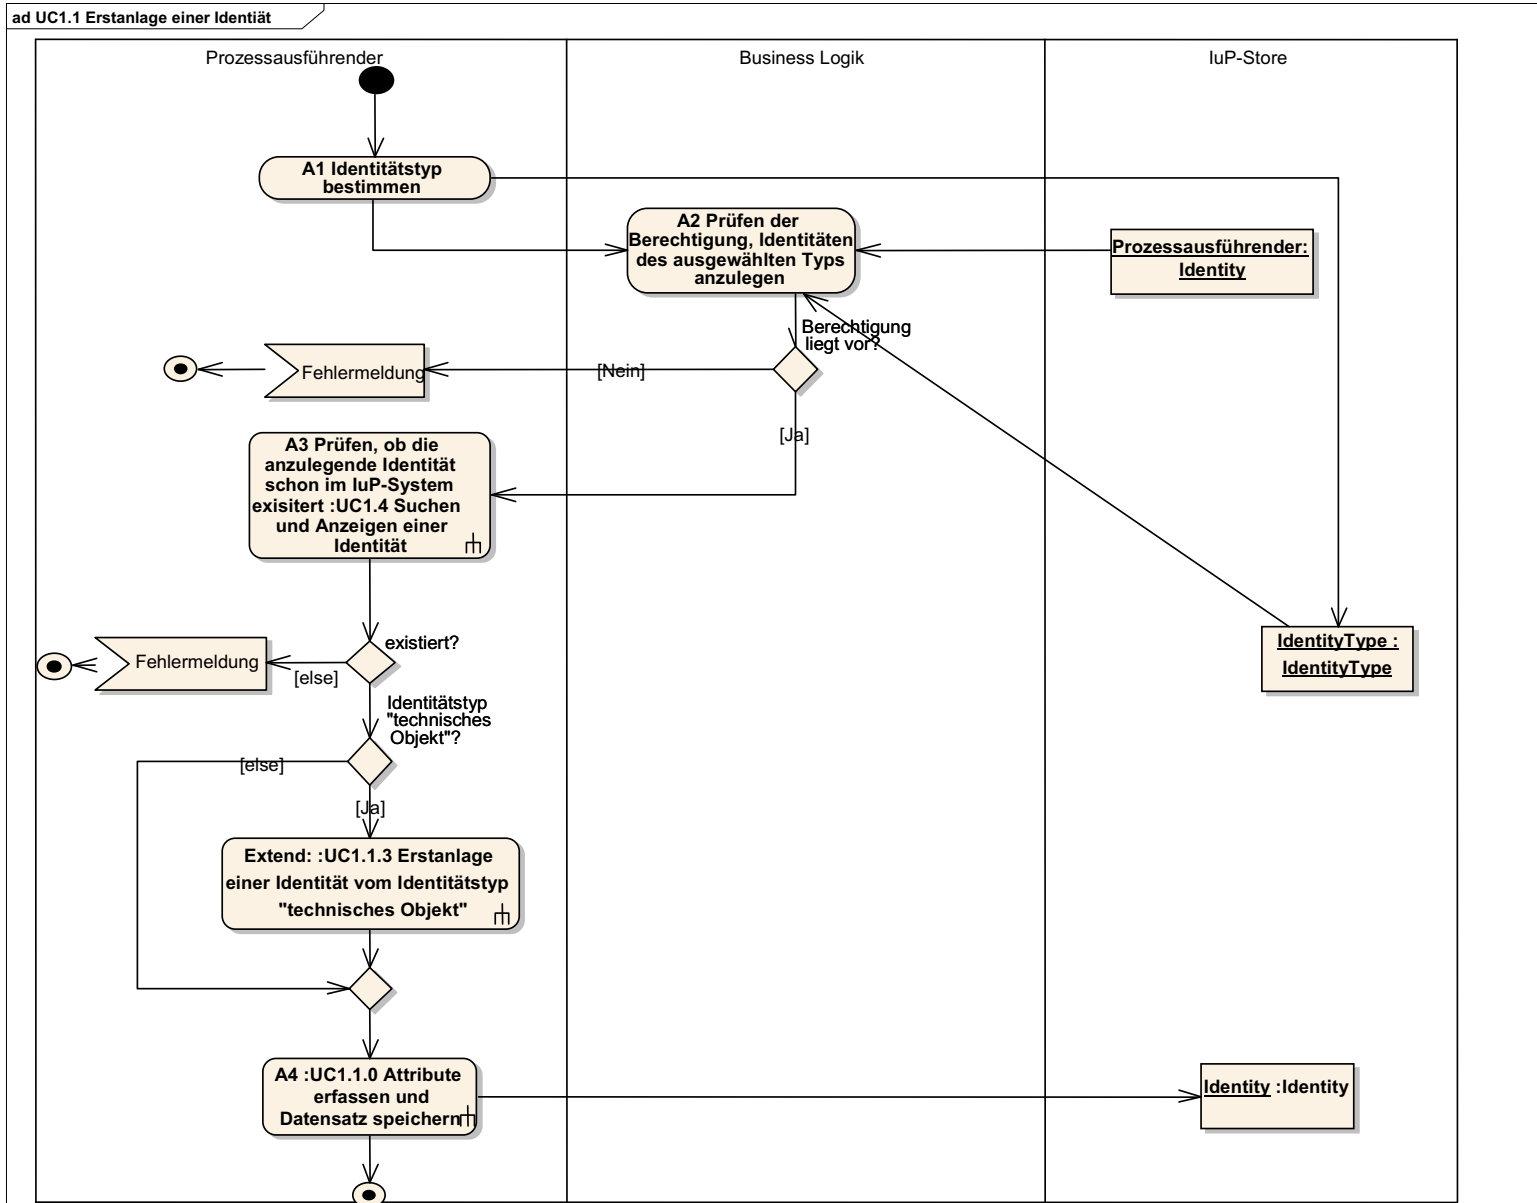 ad UC1.1 Erstanlage einer Identiät
Prozessausführender
Business Logik
IuP-Store
A1 Identitätstyp
bestimmen
A2 Prüfen der
Berechtigung, Identitäten
des ausgewählten Typs
anzulegen
Prozessausführender:
Identity
Berechtigung
liegt vor?
Fehlermeldung
[Nein]
[Ja]
A3 Prüfen, ob die
anzulegende Identität
schon im IuP-System
exisitert :UC1.4 Suchen
und Anzeigen einer
Identität
existiert?
Fehlermeldung
[else]
IdentityType :
IdentityType
Identitätstyp
"technisches
Objekt"?
[else]
[Ja]
Extend: :UC1.1.3 Erstanlage
einer Identität vom Identitätstyp
"technisches Objekt"
A4 :UC1.1.0 Attribute
erfassen und
Datensatz speichern
Identity :Identity